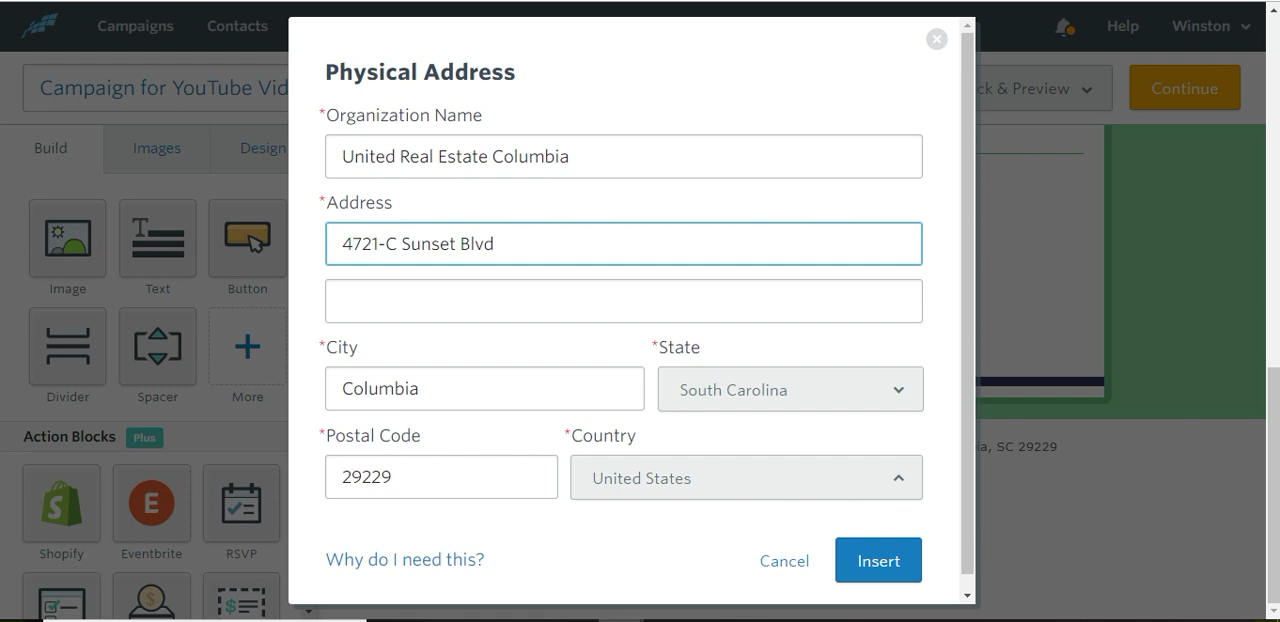 Campaigns Contacts Help Winston
Campaign for YouTube Vid ck & Preview Continue
Build Images Design
Image Text Button
Divider Spacer More
Action Blocks Plus
Shopify Eventbrite RSVP
Physical Address
*Organization Name
United Real Estate Columbia
*Address
4721-C Sunset Blvd
*City *State
Columbia South Carolina
*Postal Code *Country
29229 United States
Why do I need this? Cancel Insert
ia, SC 29229